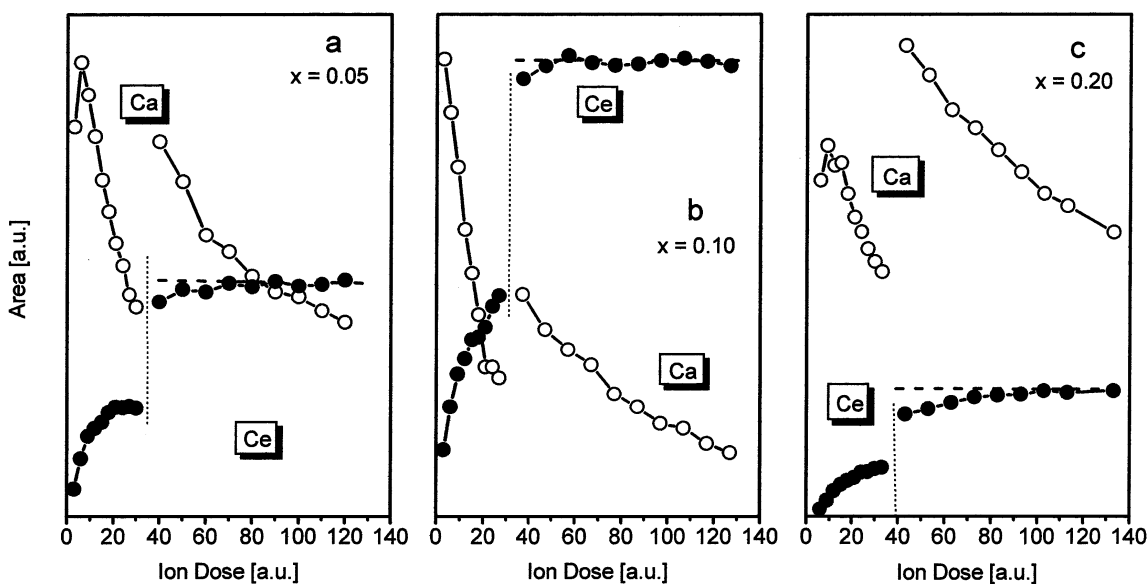 Area [a.u.]
a
x = 0.05
Ca
Ce
0 20 40 60 80 100 120 140
Ion Dose [a.u.]
Ce
b
x = 0.10
Ca
0 20 40 60 80 100 120 140
Ion Dose [a.u.]
c
x = 0.20
Ca
Ce
0 20 40 60 80 100 120 140
Ion Dose [a.u.]